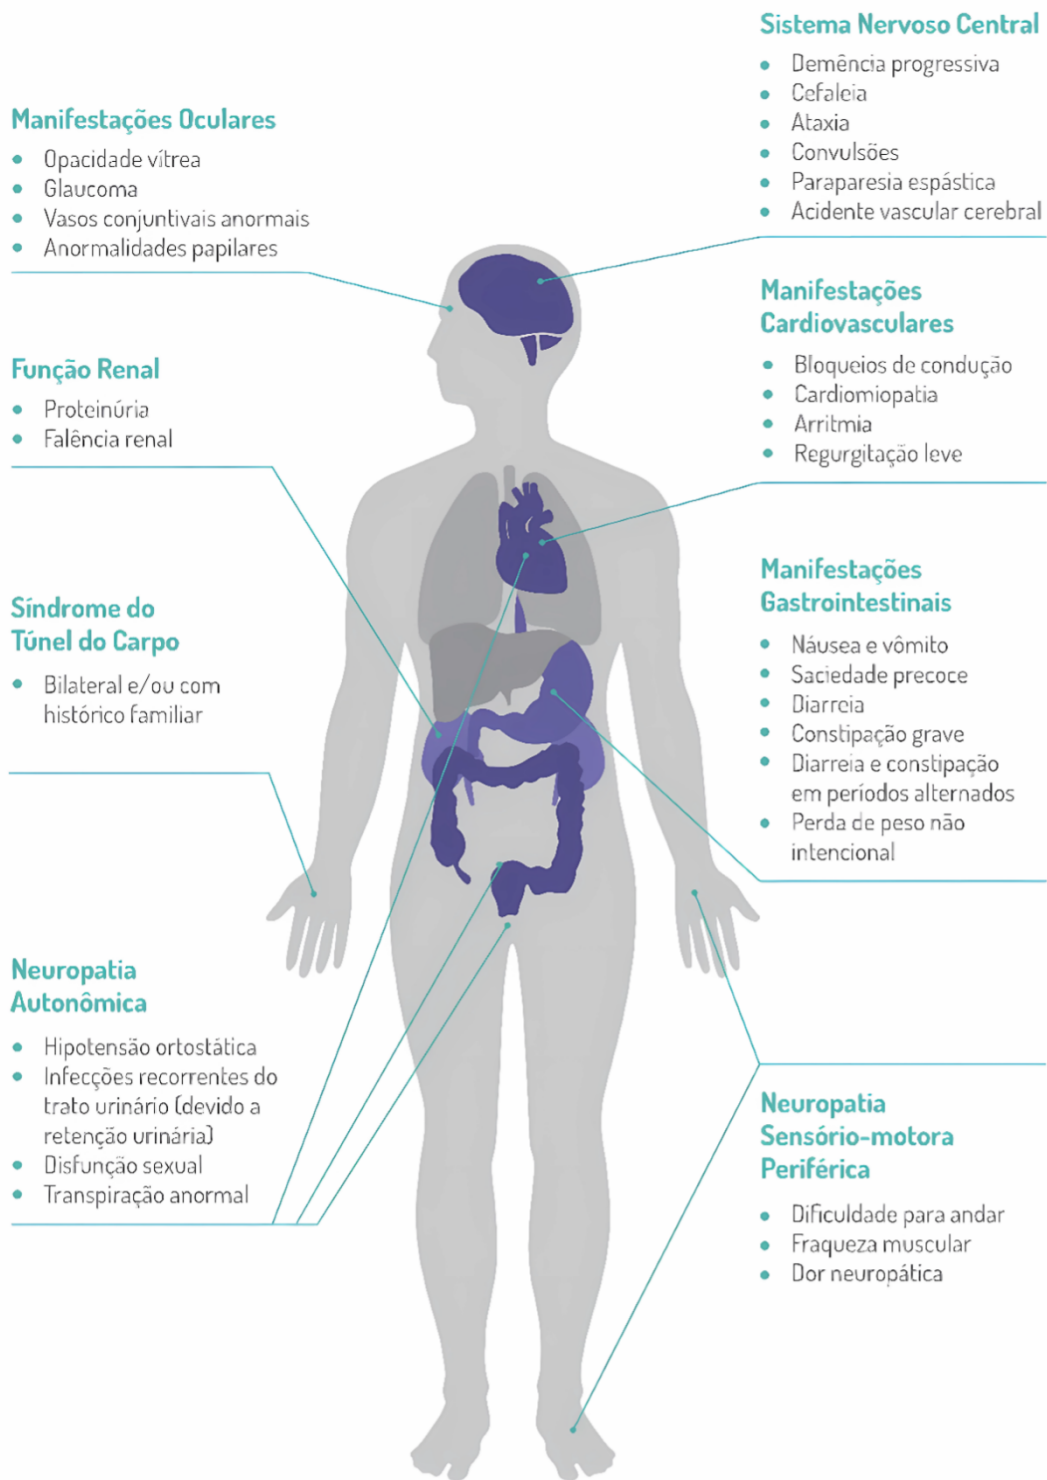 Sistema Nervoso Central
Demência progressiva
Cefaleia
Ataxia
Convulsões
Paraparesia espástica
Acidente vascular cerebral
Manifestações Oculares
Opacidade vítrea
Glaucoma
Vasos conjuntivais anormais
Anormalidades papilares
Manifestações
Cardiovasculares
Bloqueios de condução
Cardiomiopatia
Arritmia
Regurgitação leve
Função Renal
Proteinúria
Falência renal
Manifestações
Gastrointestinais
Náusea e vômito
Saciedade precoce
Diarreia
Constipação grave
Diarreia e constipação
em períodos alternados
Perda de peso não
intencional
Síndrome do
Túnel do Carpo
Bilateral e/ou com
histórico familiar
Neuropatia
Autonômica
Hipotensão ortostática
Infecções recorrentes do
trato urinário (devido a
retenção urinária)
Disfunção sexual
Transpiração anormal
Neuropatia
Sensório-motora
Periférica
Dificuldade para andar
Fraqueza muscular
Dor neuropática